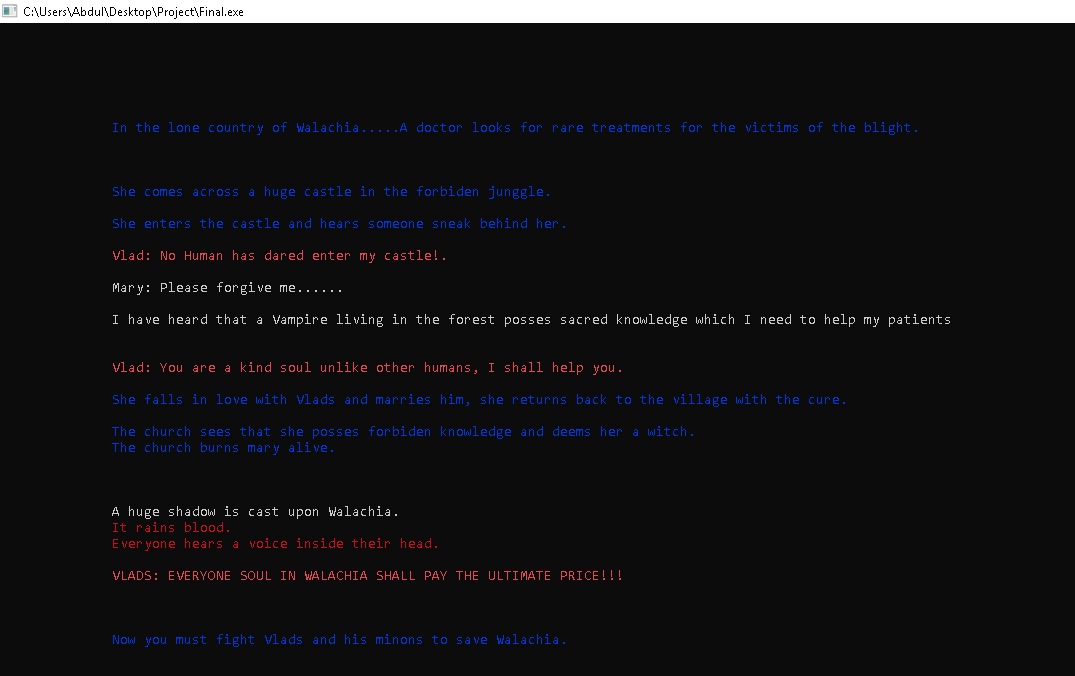 C:\Users\Abdul\Desktop\Project\Final.exe
In the lone country of Walachia.....A doctor looks for rare treatments for the victims of the blight.
She comes across a huge castle in the forbiden junggle.
She enters the castle and hears someone sneak behind her.
Vlad: No Human has dared enter my castle!.
Mary: Please forgive me......
I have heard that a Vampire living in the forest posses sacred knowledge which I need to help my patients
Vlad: You are a kind soul unlike other humans, I shall help you.
She falls in love with Vlads and marries him, she returns back to the village with the cure.
The church sees that she posses forbiden knowledge and deems her a witch.
The church burns mary alive.
A huge shadow is cast upon Walachia.
It rains blood.
Everyone hears a voice inside their head.
VLADS: EVERYONE SOUL IN WALACHIA SHALL PAY THE ULTIMATE PRICE!!!
Now you must fight Vlads and his minons to save Walachia.